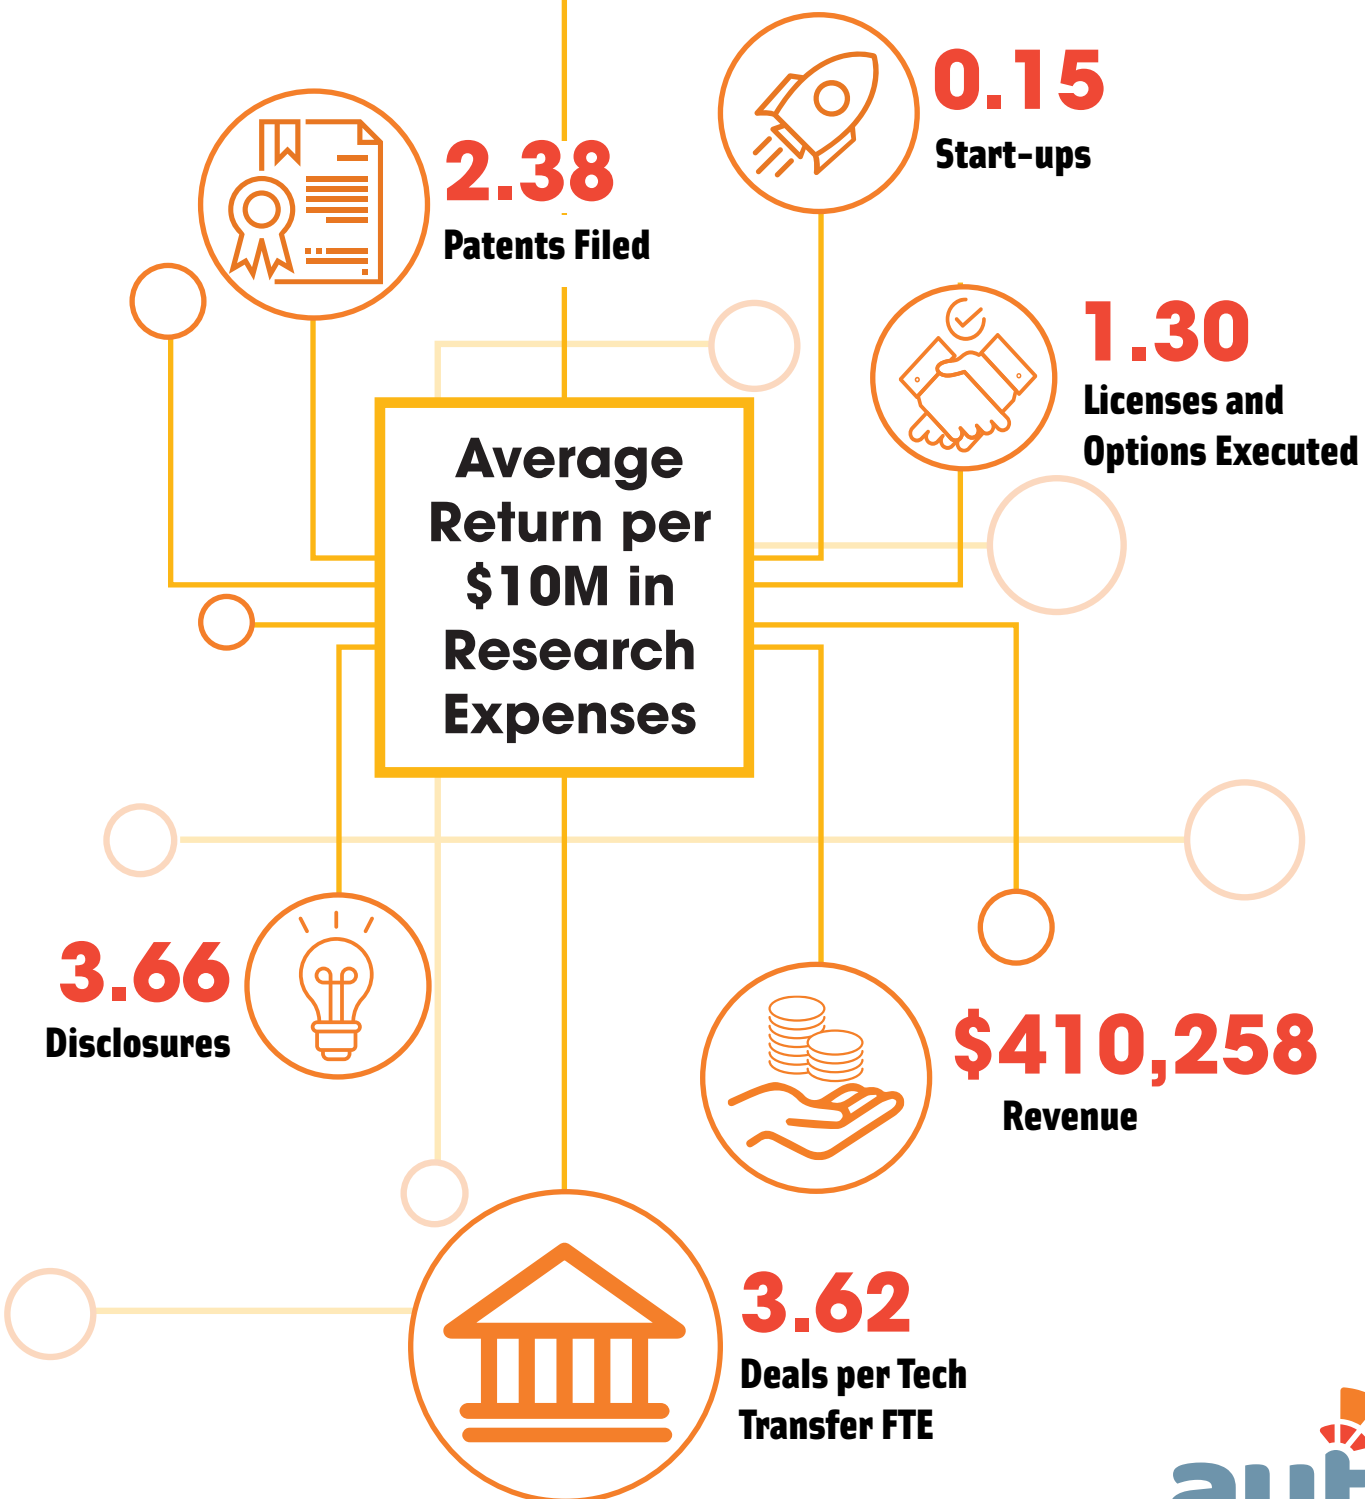 0.15
Start-ups
2.38
Patents Filed
1.30
Licenses and
Options Executed
Average
Return per
$10M in
Research
Expenses
3.66
Disclosures
$410,258
Revenue
3.62
Deals per Tech
Transfer FTE